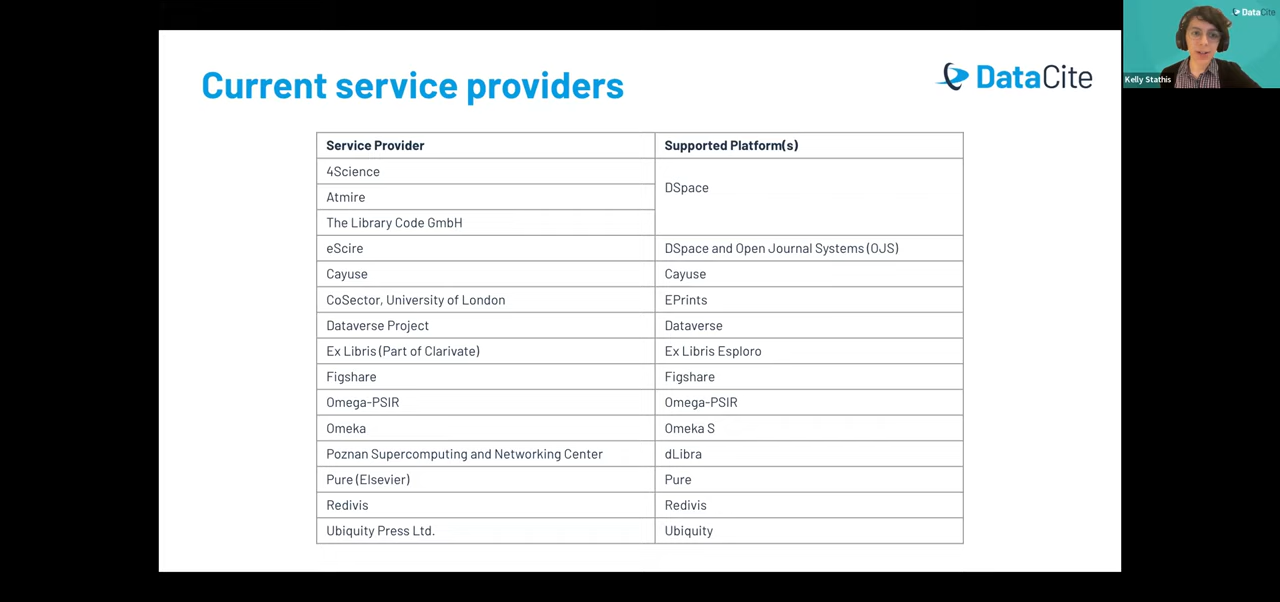 Current service providers
DataCite
DataCite
Kelly Stathis
Service Provider Supported Platform(s)
4Science
DSpace
Atmire
The Library Code GmbH
eScire DSpace and Open Journal Systems (OJS)
Cayuse Cayuse
CoSector, University of London EPrints
Dataverse Project Dataverse
Ex Libris (Part of Clarivate) Ex Libris Esploro
Figshare Figshare
Omega-PSIR Omega-PSIR
Omeka Omeka S
Poznan Supercomputing and Networking Center dLibra
Pure (Elsevier) Pure
Redivis Redivis
Ubiquity Press Ltd. Ubiquity